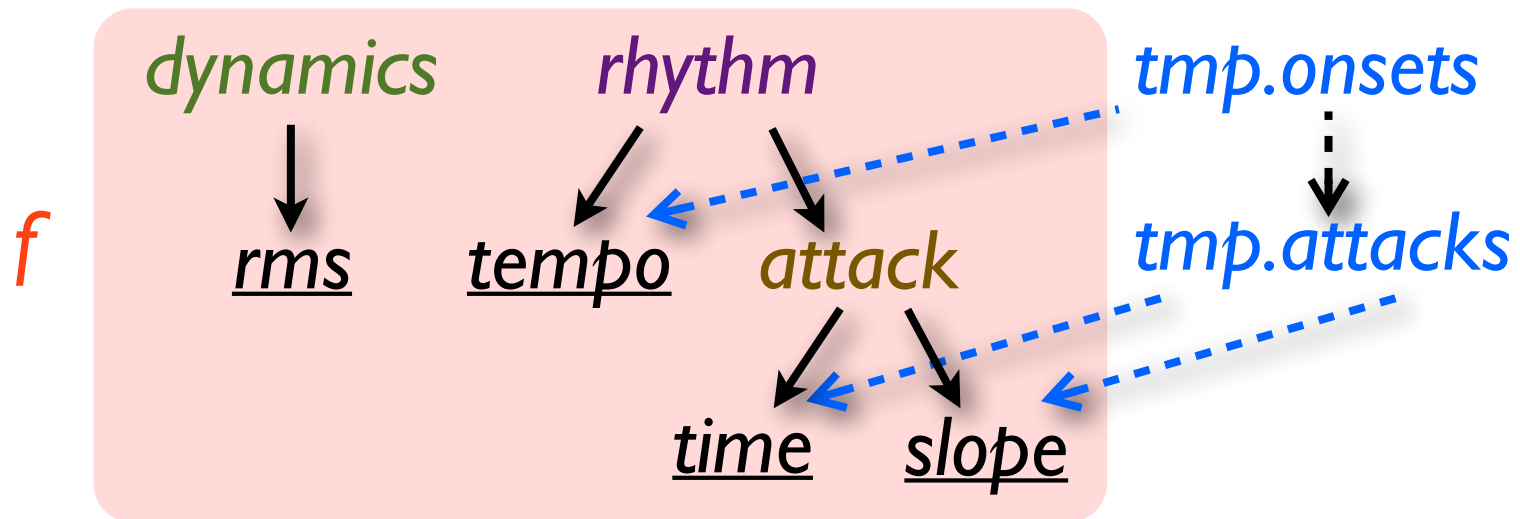 dynamics rhythm tmp.onsets
f rms tempo attack tmp.attacks
time slope